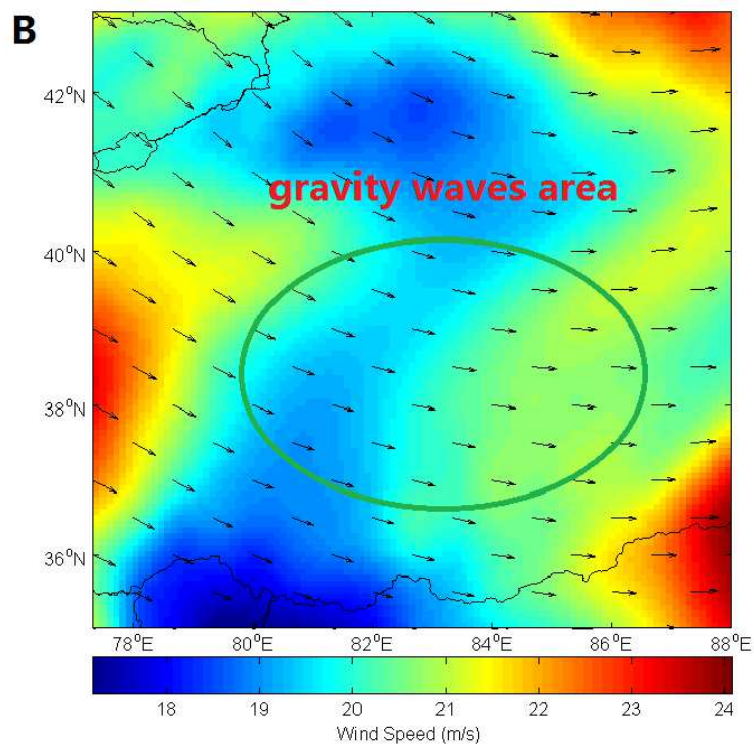 B
42°N
gravity waves area
40°N
38°N
36°N
78°E 80°E 82°E 84°E 86°E 88°E
18 19 20 21 22 23 24
Wind Speed (m/s)